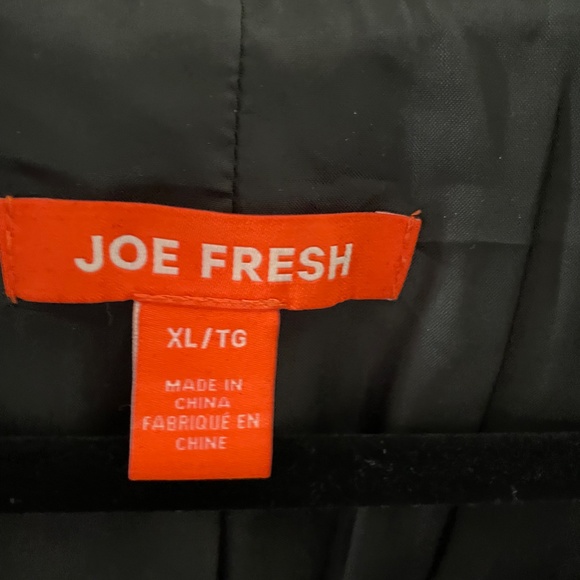 JOE FRESH
XL/TG
MADE IN
CHINA
FABRIQUÉ EN
CHINE